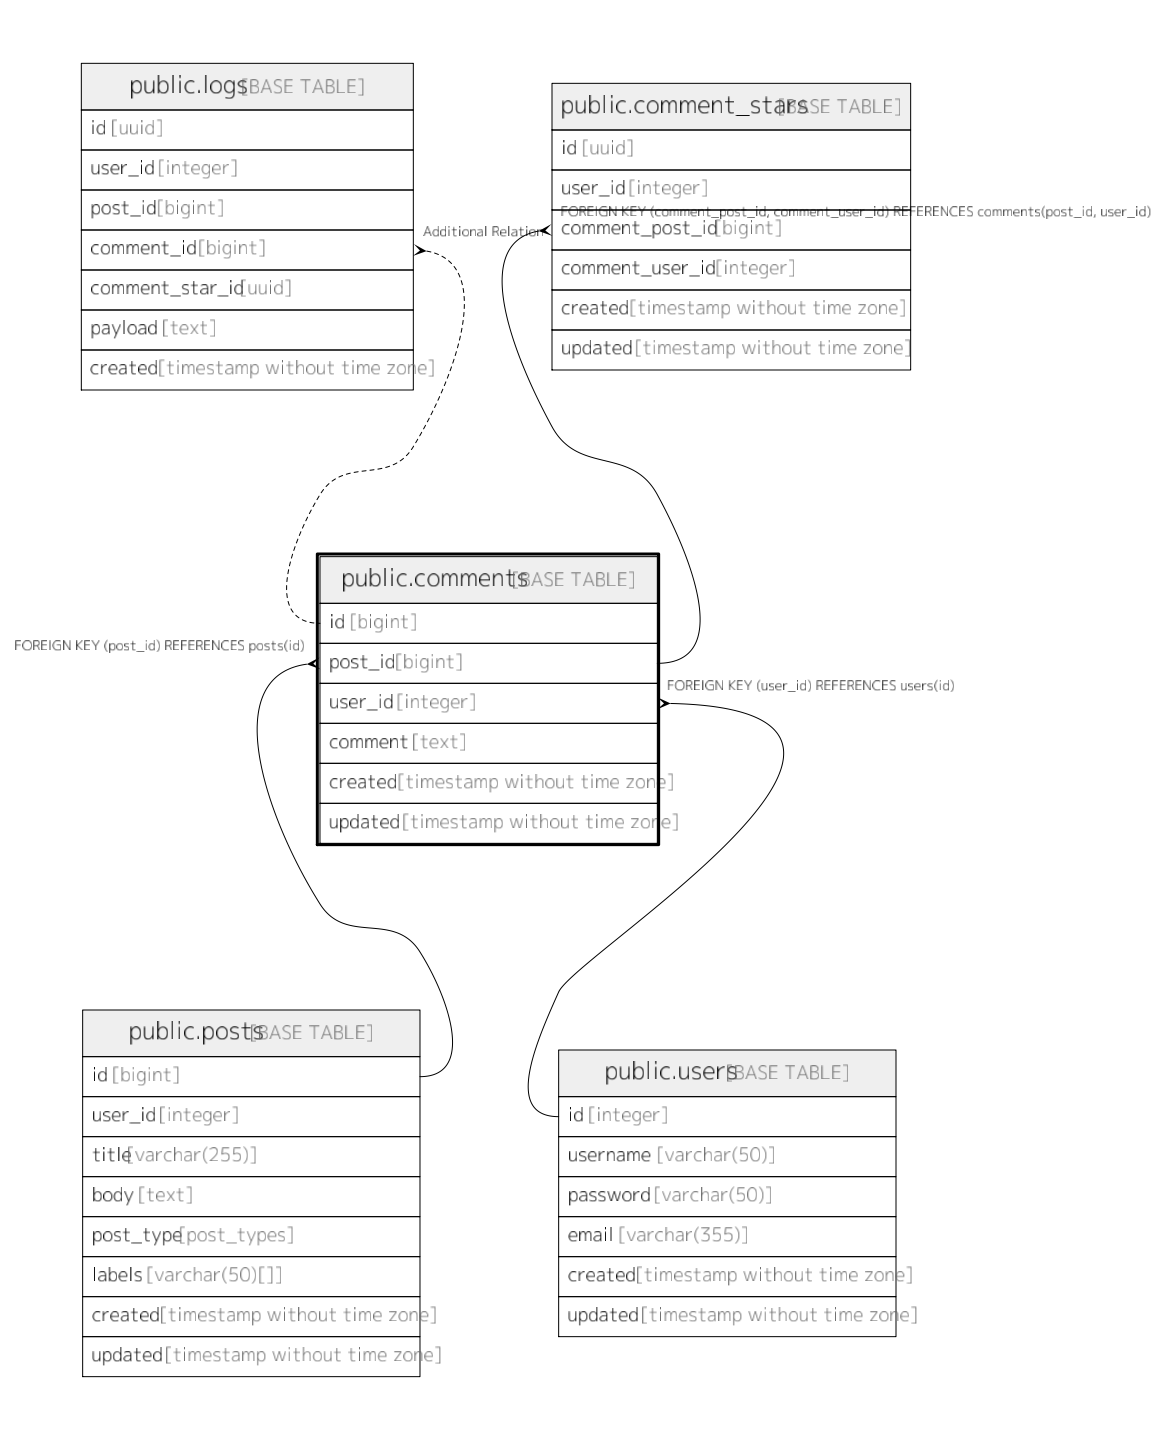 public.logs [BASE TABLE]
id [uuid]
user_id [integer]
post_id [bigint]
comment_id [bigint]
comment_star_id [uuid]
payload [text]
created [timestamp without time zone]
public.comment_stars [BASE TABLE]
id [uuid]
user_id [integer]
FOREIGN KEY (comment_post_id, comment_user_id) REFERENCES comments(post_id, user_id)
comment_post_id [bigint]
comment_user_id [integer]
created [timestamp without time zone]
updated [timestamp without time zone]
Additional Relation
public.comments [BASE TABLE]
id [bigint]
post_id [bigint]
user_id [integer]
comment [text]
created [timestamp without time zone]
updated [timestamp without time zone]
FOREIGN KEY (post_id) REFERENCES posts(id)
FOREIGN KEY (user_id) REFERENCES users(id)
public.posts [BASE TABLE]
id [bigint]
user_id [integer]
title [varchar(255)]
body [text]
post_type [post_types]
labels [varchar(50)[]]
created [timestamp without time zone]
updated [timestamp without time zone]
public.users [BASE TABLE]
id [integer]
username [varchar(50)]
password [varchar(50)]
email [varchar(355)]
created [timestamp without time zone]
updated [timestamp without time zone]